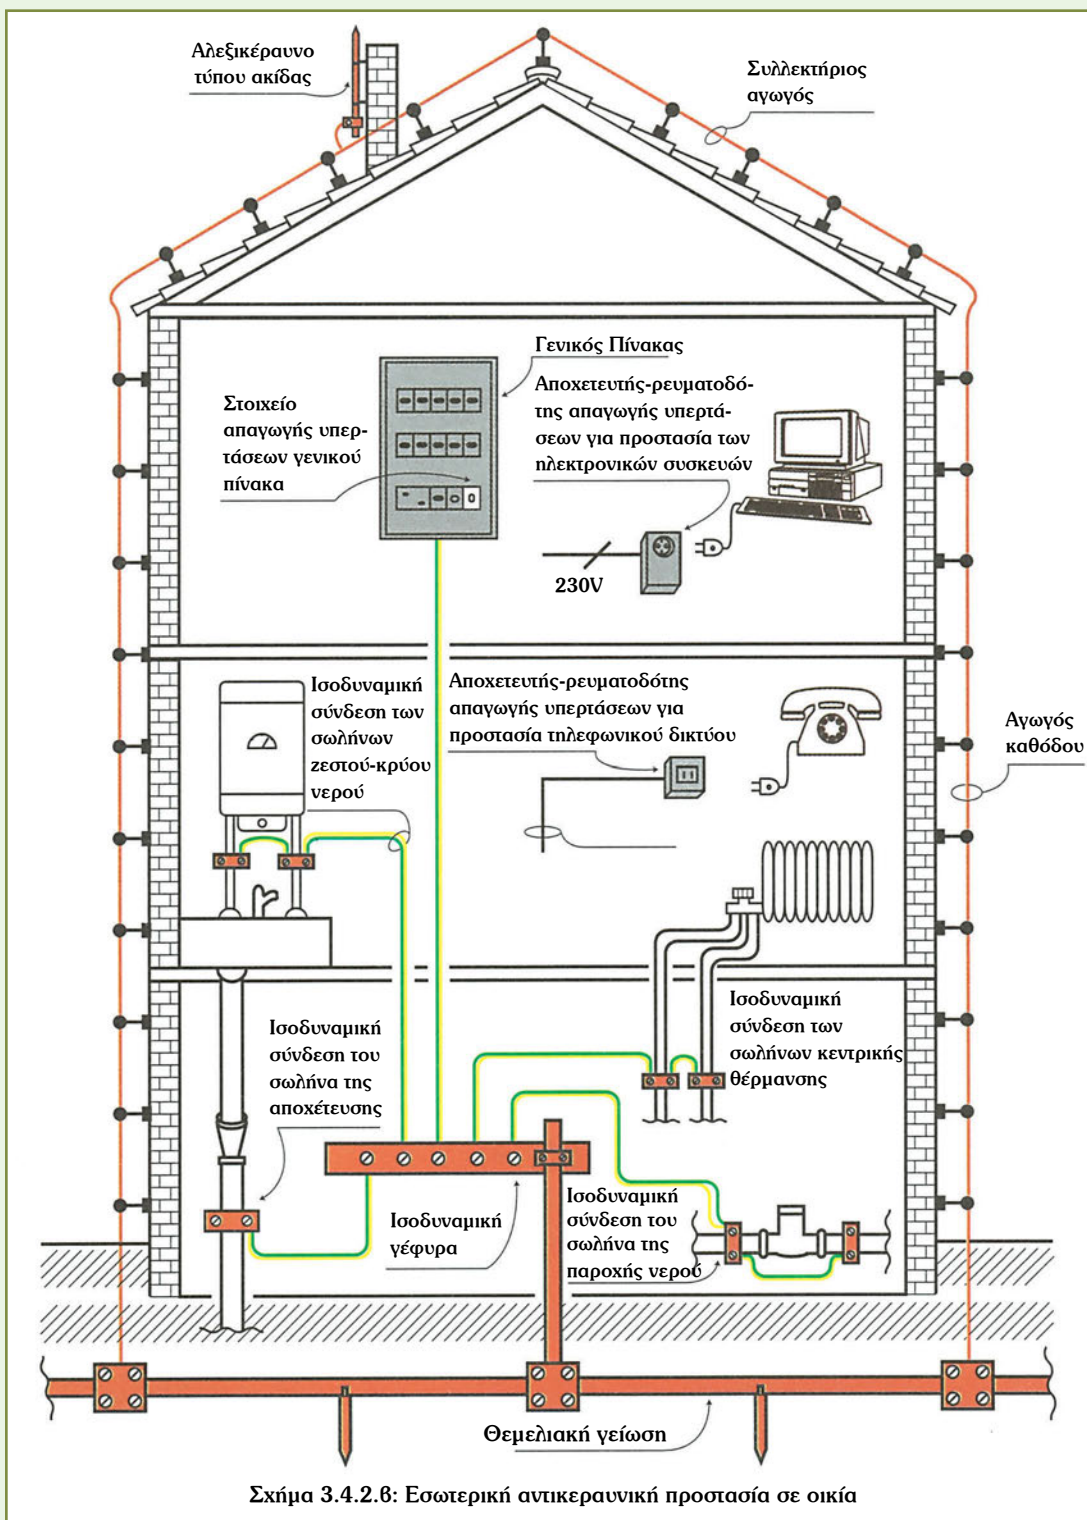 Αλεξικέραυνο
τύπου ακίδας
Συλλεκτήριος
αγωγός
Γενικός Πίνακας
Στοιχείο
απαγωγής υπερ-
τάσεων γενικού
πίνακα
Αποχετευτής-ρευματοδό-
της απαγωγής υπερτά-
σεων για προστασία των
ηλεκτρονικών συσκευών
230V
Ισοδυναμική
σύνδεση των
σωλήνων
ζεστού-κρύου
νερού
Αποχετευτής-ρευματοδότης
απαγωγής υπερτάσεων για
προστασία τηλεφωνικού δικτύου
Αγωγός
καθόδου
Ισοδυναμική
σύνδεση του
σωλήνα της
αποχέτευσης
Ισοδυναμική
σύνδεση των
σωλήνων κεντρικής
θέρμανσης
Ισοδυναμική
γέφυρα
Ισοδυναμική
σύνδεση του
σωλήνα της
παροχής νερού
Θεμελιακή γείωση
Σχήμα 3.4.2.6: Εσωτερική αντικεραυνική προστασία σε οικία